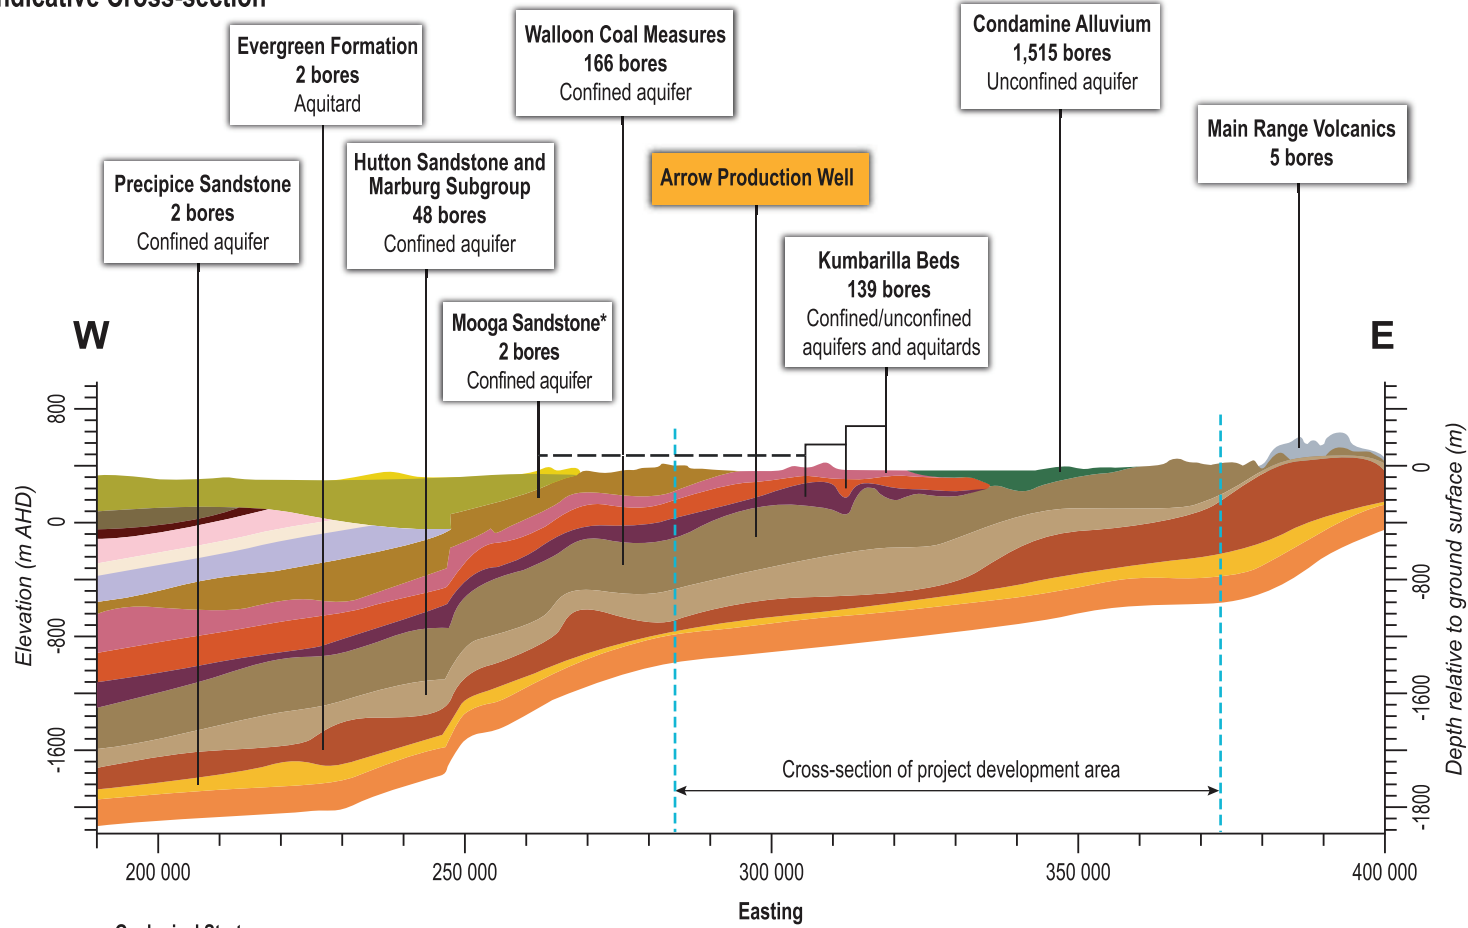 Indicative Cross-section
Evergreen Formation
2 bores
Aquitard
Walloon Coal Measures
166 bores
Confined aquifer
Condamine Alluvium
1,515 bores
Unconfined aquifer
Main Range Volcanics
5 bores
Precipice Sandstone
2 bores
Confined aquifer
Hutton Sandstone and
Marburg Subgroup
48 bores
Confined aquifer
Arrow Production Well
Kumbarilla Beds
139 bores
Confined/unconfined
aquifers and aquitards
Mooga Sandstone*
2 bores
Confined aquifer
W
E
800
0
-800
-1600
Elevation (m AHD)
0
-800
-1600
-1800
Depth relative to ground surface (m)
Cross-section of project development area
200 000
250 000
300 000
350 000
400 000
Easting